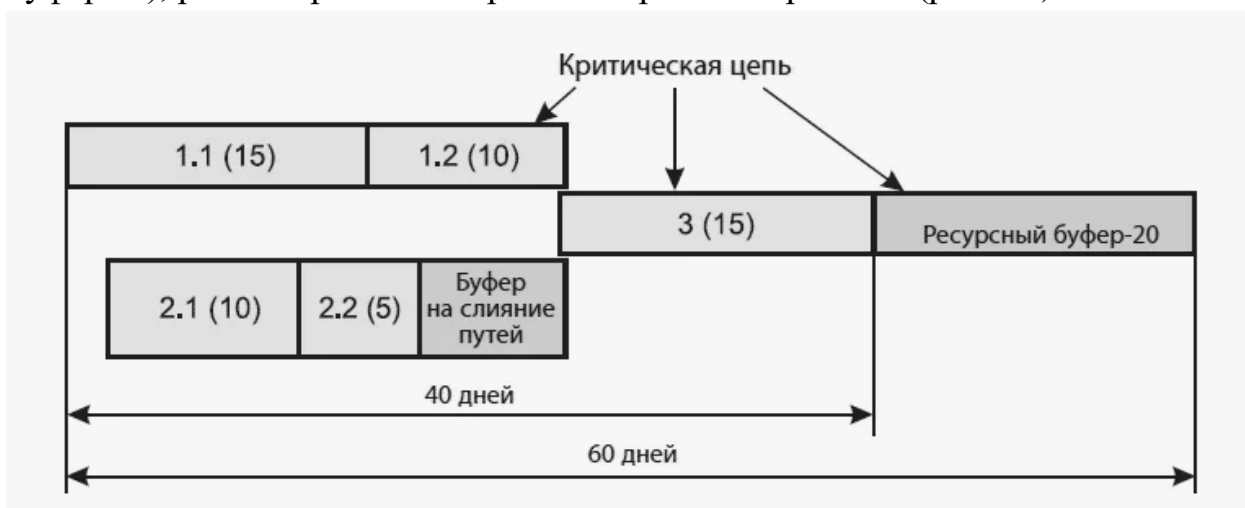 Критическая цепь
1.1 (15)
1.2 (10)
3 (15)
Ресурсный буфер-20
2.1 (10)
2.2 (5)
Буфер
на слияние
путей
40 дней
60 дней